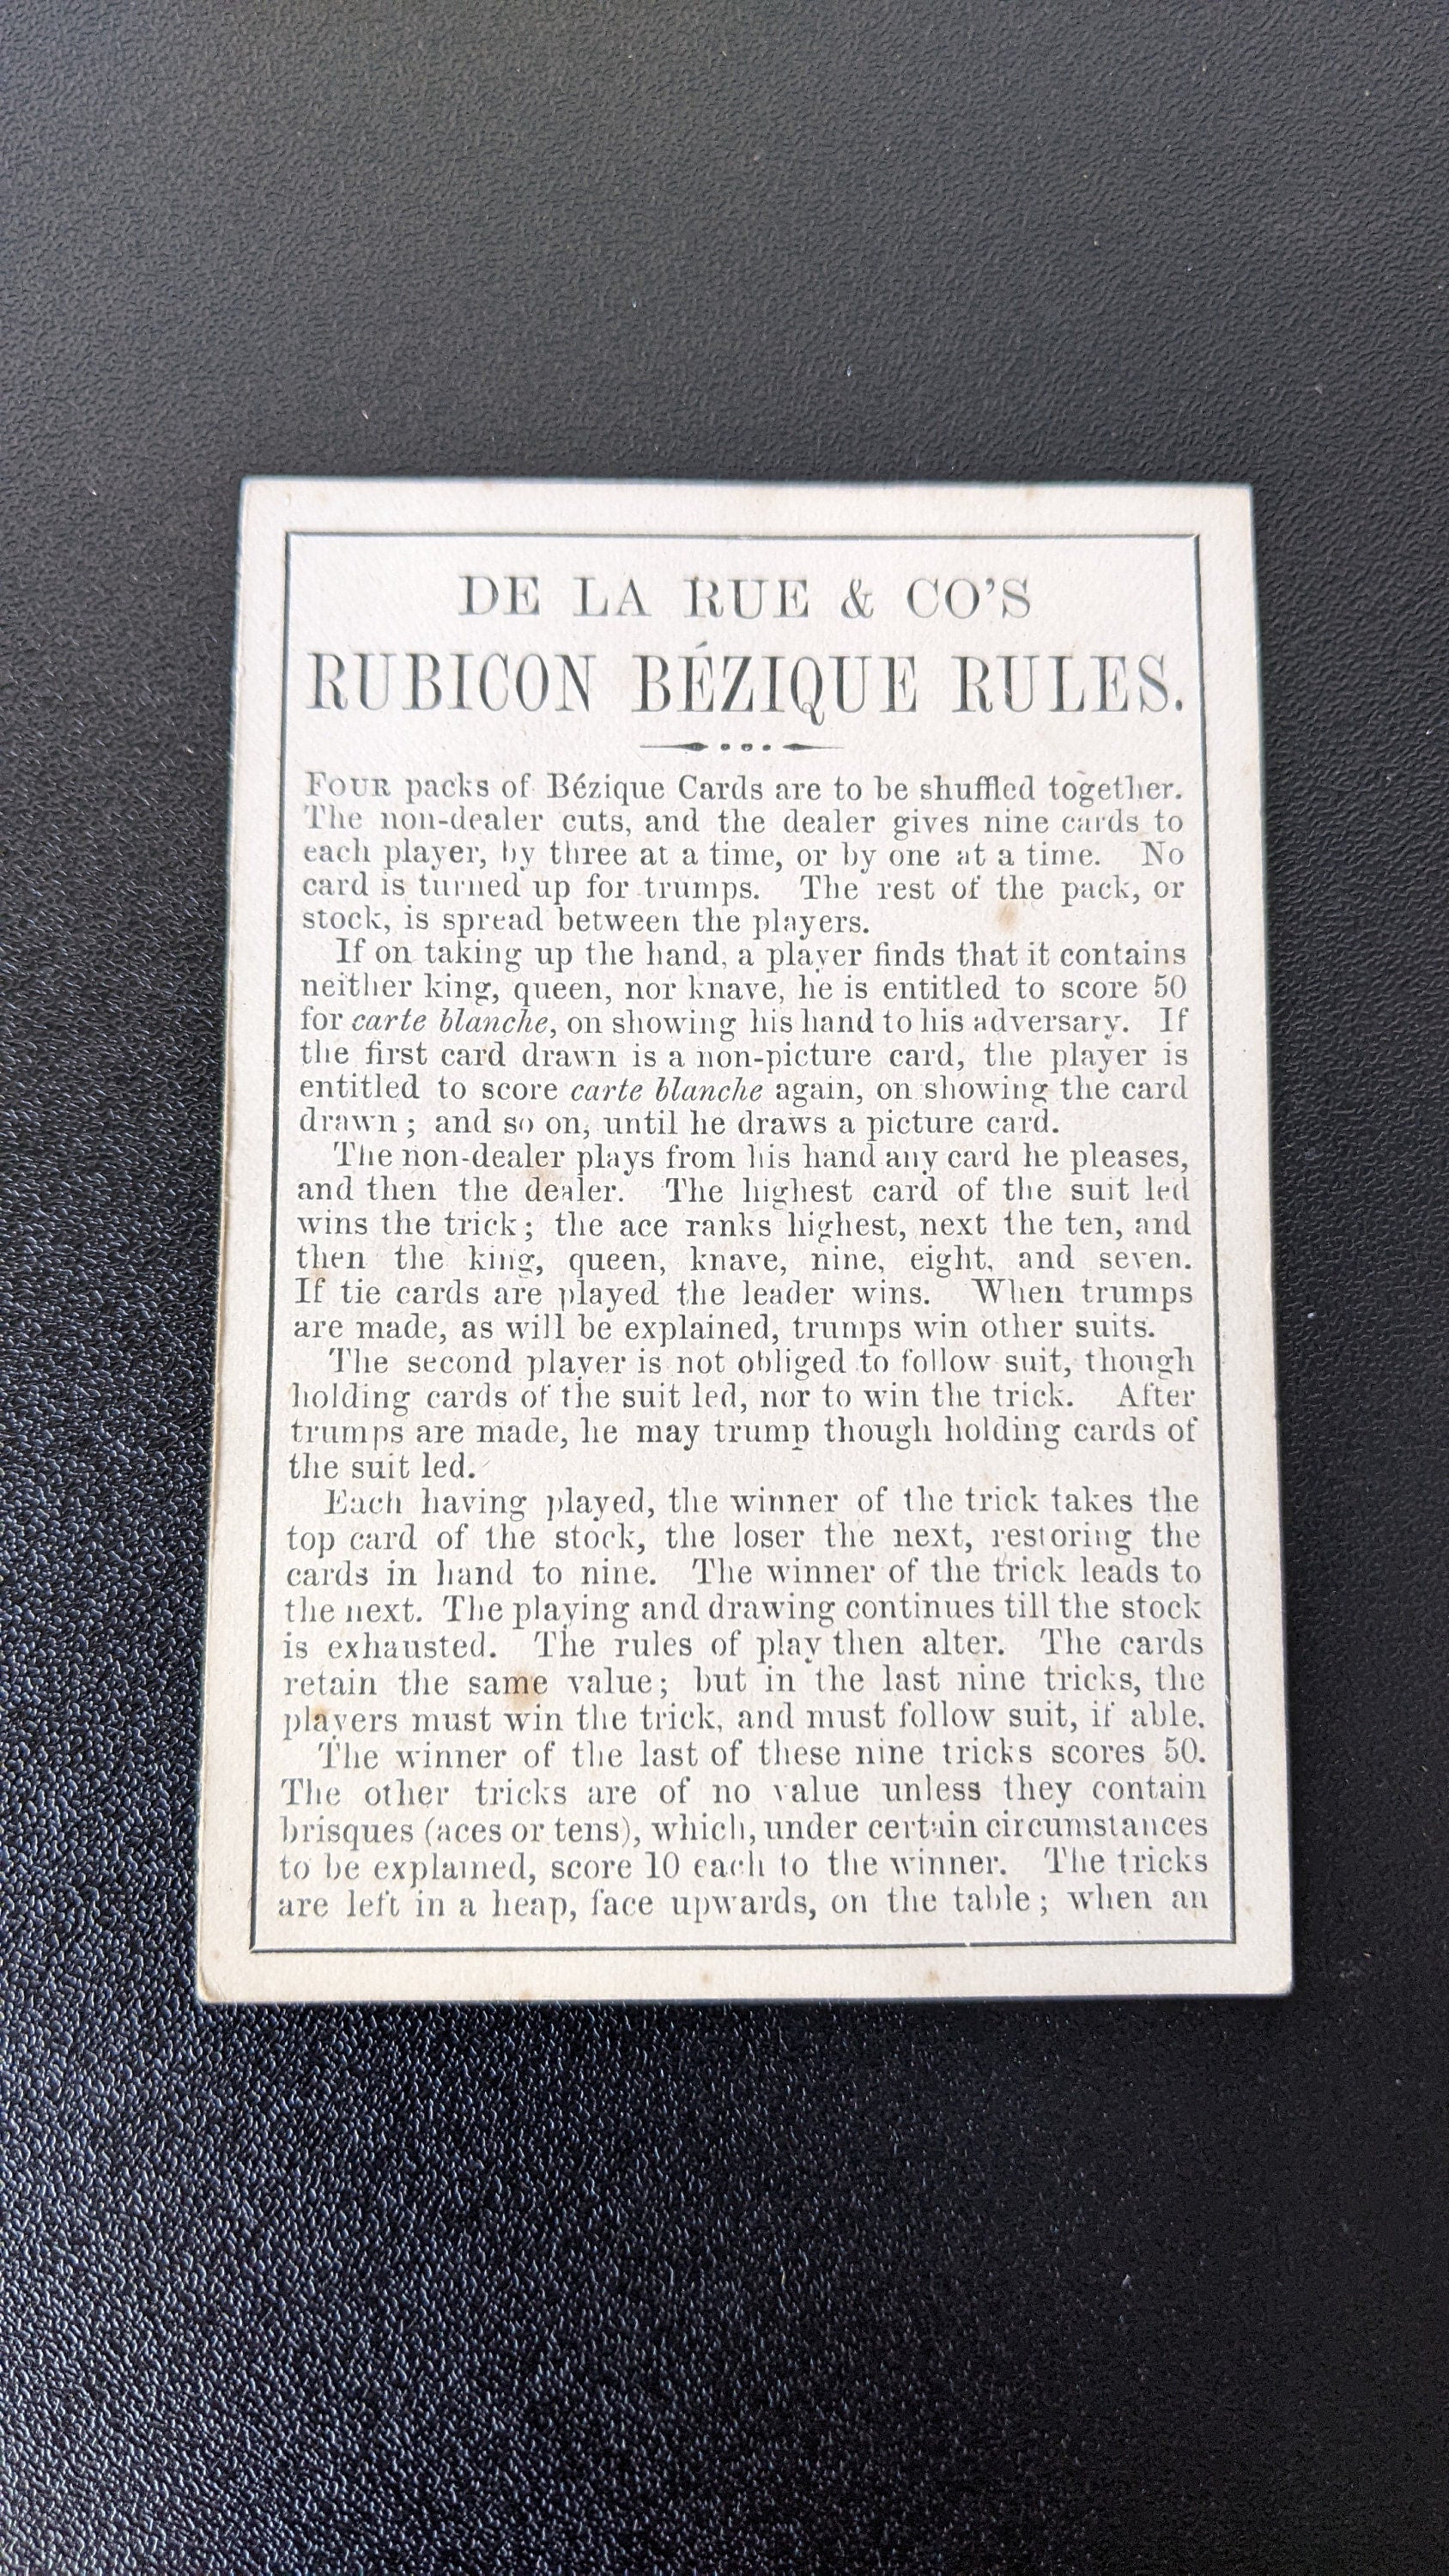 DE LA RUE & CO'S
RUBICON BÉZIQUE RULES.
FOUR packs of Bézique Cards are to be shuffled together.
The non-dealer cuts, and the dealer gives nine cards to
each player, by three at a time, or by one at a time. No
card is turned up for trumps. The rest of the pack, or
stock, is spread between the players.
If on taking up the hand, a player finds that it contains
neither king, queen, nor knave, he is entitled to score 50
for carte blanche, on showing his hand to his adversary. If
the first card drawn is a non-picture card, the player is
entitled to score carte blanche again, on showing the card
drawn; and so on, until he draws a picture card.
The non-dealer plays from his hand any card he pleases,
and then the dealer. The highest card of the suit led
wins the trick; the ace ranks highest, next the ten, and
then the king, queen, knave, nine, eight, and seven.
If tie cards are played the leader wins. When trumps
are made, as will be explained, trumps win other suits.
The second player is not obliged to follow suit, though
holding cards of the suit led, nor to win the trick. After
trumps are made, he may trump though holding cards of
the suit led.
Each having played, the winner of the trick takes the
top card of the stock, the loser the next, restoring the
cards in hand to nine. The winner of the trick leads to
the next. The playing and drawing continues till the stock
is exhausted. The rules of play then alter. The cards
retain the same value; but in the last nine tricks, the
players must win the trick, and must follow suit, if able.
The winner of the last of these nine tricks scores 50.
The other tricks are of no value unless they contain
brisques (aces or tens), which, under certain circumstances
to be explained, score 10 each to the winner. The tricks
are left in a heap, face upwards, on the table; when an